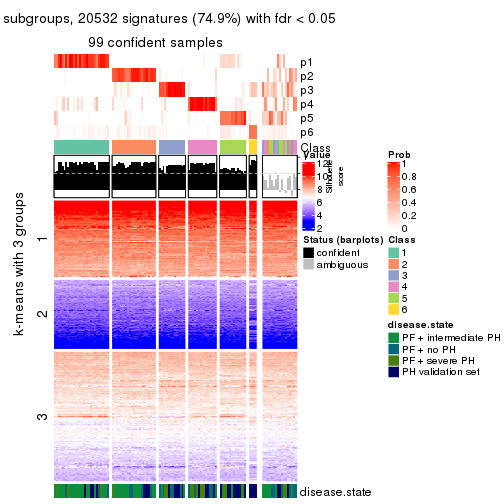 subgroups, 20532 signatures (74.9%) with fdr < 0.05
99 confident samples
p1
p2
p3
p4
p5
p6
Class
silhouette
score
k-means with 3 groups
1
2
3
disease.state
Value
12
10
8
6
4
2
Prob
1
0.8
0.6
0.4
0.2
0
Status (barplots)
confident
ambiguous
Class
1
2
3
4
5
6
disease.state
PF + intermediate PH
PF + no PH
PF + severe PH
PH validation set